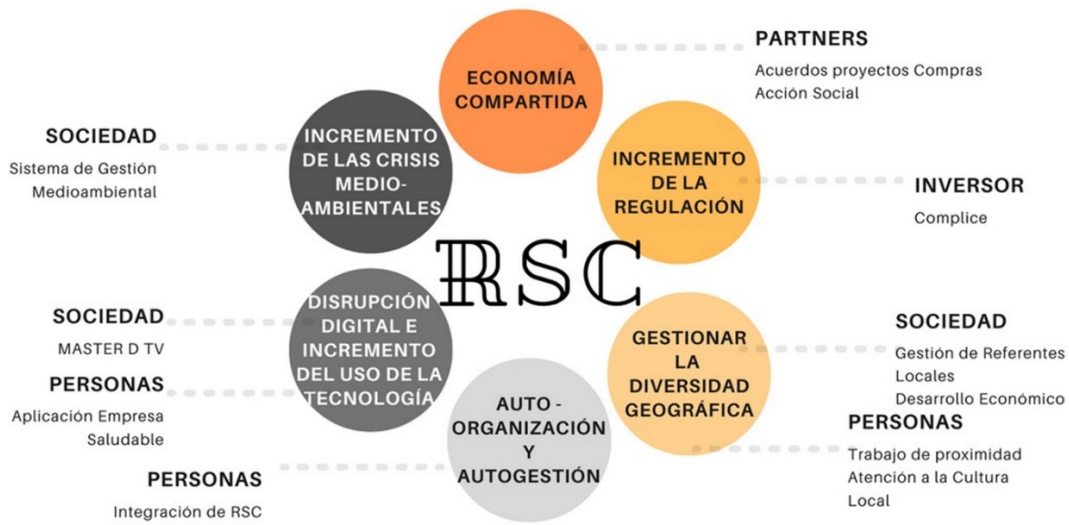 ECONOMÍA
COMPARTIDA
PARTNERS
Acuerdos proyectos Compras
Acción Social
INCREMENTO
DE LA
REGULACIÓN
INVERSOR
Complice
GESTIONAR
LA
DIVERSIDAD
GEOGRÁFICA
SOCIEDAD
Gestión de Referentes
Locales
Desarrollo Económico
PERSONAS
Trabajo de proximidad
Atención a la Cultura
Local
AUTO -
ORGANIZACIÓN
Y
AUTOGESTIÓN
PERSONAS
Integración de RSC
DISRUPCIÓN
DIGITAL E
INCREMENTO
DEL USO DE LA
TECNOLOGÍA
SOCIEDAD
MASTER D TV
PERSONAS
Aplicación Empresa
Saludable
INCREMENTO
DE LAS CRISIS
MEDIO-
AMBIENTALES
SOCIEDAD
Sistema de Gestión
Medioambiental
RSC